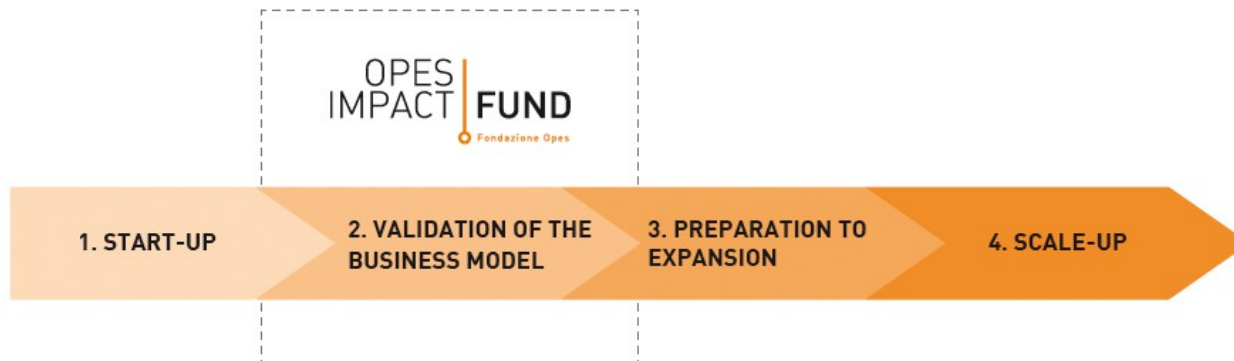 OPES
IMPACT FUND
Fondazione Opes
1. START-UP
2. VALIDATION OF THE
BUSINESS MODEL
3. PREPARATION TO
EXPANSION
4. SCALE-UP